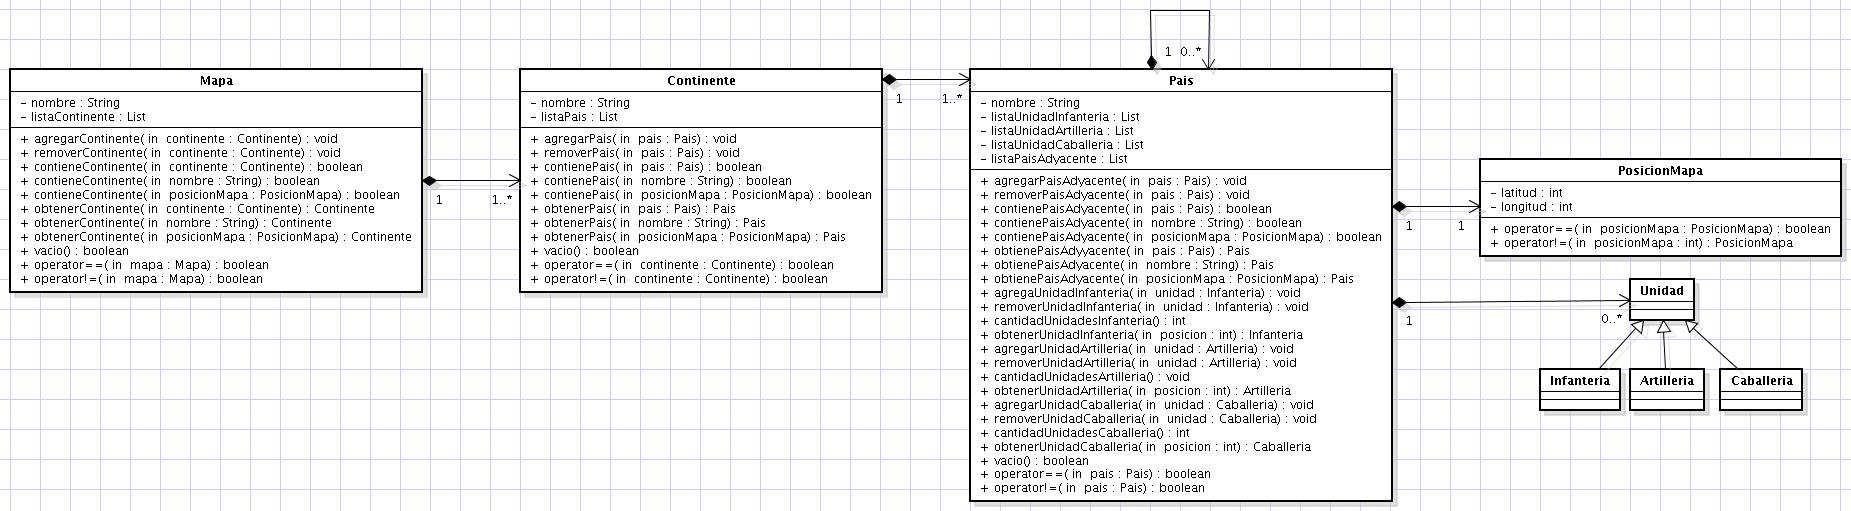 Mapa
- nombre : String
- listaContinente : List
+ agregarContinente( in continente : Continente) : void
+ removerContinente( in continente : Continente) : void
+ contieneContinente( in continente : Continente) : boolean
+ contieneContinente( in nombre : String) : boolean
+ contieneContinente( in posicionMapa : PosicionMapa) : boolean
+ obtenerContinente( in continente : Continente) : Continente
+ obtenerContinente( in nombre : String) : Continente
+ obtenerContinente( in posicionMapa : PosicionMapa) : Continente
+ vacio() : boolean
+ operator==( in mapa : Mapa) : boolean
+ operator!=( in mapa : Mapa) : boolean
1
1..*
Continente
- nombre : String
- listaPais : List
+ agregarPais( in pais : Pais) : void
+ removerPais( in pais : Pais) : void
+ contienePais( in pais : Pais) : boolean
+ contienePais( in nombre : String) : boolean
+ contienePais( in posicionMapa : PosicionMapa) : boolean
+ obtenerPais( in pais : Pais) : Pais
+ obtenerPais( in nombre : String) : Pais
+ obtenerPais( in posicionMapa : PosicionMapa) : Pais
+ vacio() : boolean
+ operator==( in continente : Continente) : boolean
+ operator!=( in continente : Continente) : boolean
1
1..*
1 0..*
Pais
- nombre : String
- listaUnidadInfanteria : List
- listaUnidadArtilleria : List
- listaUnidadCaballeria : List
- listaPaisAdyacente : List
+ agregarPaisAdyacente( in pais : Pais) : void
+ removerPaisAdyacente( in pais : Pais) : void
+ contienePaisAdyacente( in pais : Pais) : boolean
+ contienePaisAdyacente( in nombre : String) : boolean
+ contienePaisAdyacente( in posicionMapa : PosicionMapa) : boolean
+ obtienePaisAdyyacente( in pais : Pais) : Pais
+ obtienePaisAdyacente( in nombre : String) : Pais
+ obtienePaisAdyacente( in posicionMapa : PosicionMapa) : Pais
+ agregaUnidadInfanteria( in unidad : Infanteria) : void
+ removerUnidadInfanteria( in unidad : Infanteria) : void
+ cantidadUnidadesInfanteria() : int
+ obtenerUnidadInfanteria( in posicion : int) : Infanteria
+ agregarUnidadArtilleria( in unidad : Artilleria) : void
+ removerUnidadArtilleria( in unidad : Artilleria) : void
+ cantidadUnidadesArtilleria() : void
+ obtenerUnidadArtilleria( in posicion : int) : Artilleria
+ agregarUnidadCaballeria( in unidad : Caballeria) : void
+ removerUnidadCaballeria( in unidad : Caballeria) : void
+ cantidadUnidadesCaballeria() : int
+ obtenerUnidadCaballeria( in posicion : int) : Caballeria
+ vacio() : boolean
+ operator==( in pais : Pais) : boolean
+ operator!=( in pais : Pais) : boolean
1
1
PosicionMapa
- latitud : int
- longitud : int
+ operator==( in posicionMapa : PosicionMapa) : boolean
+ operator!=( in posicionMapa : int) : PosicionMapa
1
0..*
Unidad
Infanteria
Artilleria
Caballeria